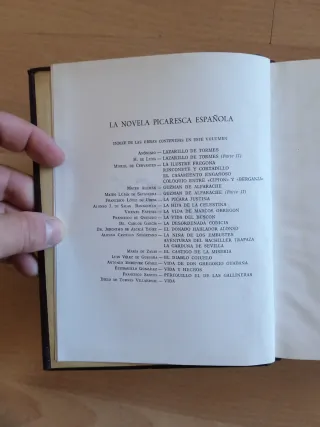 LA NOVELA PICARESCA ESPAÑOLA
ÍNDICE DE LAS OBRAS CONTENIDAS EN ESTE VOLUMEN
ANÓNIMO — LAZARILLO DE TORMES
H. DE LUNA — LAZARILLO DE TORMES (Parte II)
MIGUEL DE CERVANTES — LA ILUSTRE FREGONA
RINCONETE Y CORTADILLO
EL CASAMIENTO ENGAÑOSO
COLOQUIO ENTRE «CIPIÓN» Y «BERGANZA»
MATEO ALEMÁN — GUZMÁN DE ALFARACHE
MATEO LUJÁN DE SAYAVEDRA — GUZMÁN DE ALFARACHE (Parte II)
FRANCISCO LÓPEZ DE ÚBEDA — LA PÍCARA JUSTINA
ALONSO J. DE SALAS BARBADILLO — LA HIJA DE LA CELESTINA
VICENTE ESPINEL — LA VIDA DE MARCOS OBREGÓN
FRANCISCO DE QUEVEDO — LA VIDA DEL BUSCÓN
DR. CARLOS GARCÍA — LA DESORDENADA CODICIA
DR. JERÓNIMO DE ALCALÁ YÁÑEZ — EL DONADO HABLADOR ALONSO
ALONSO CASTILLO SOLÓRZANO — LA NIÑA DE LOS EMBUSTES
AVENTURAS DEL BACHILLER TRAPAZA
LA GARDUÑA DE SEVILLA
MARÍA DE ZAYAS — EL CASTIGO DE LA MISERIA
LUIS VÉLEZ DE GUEVARA — EL DIABLO COJUELO
ANTONIO ENRÍQUEZ GÓMEZ — VIDA DE DON GREGORIO GUADAÑA
ESTEBANILLO GONZÁLEZ — VIDA Y HECHOS
FRANCISCO SANTOS — PERIQUILLO EL DE LAS GALLINERAS
DIEGO DE TORRES VILLARROEL — VIDA